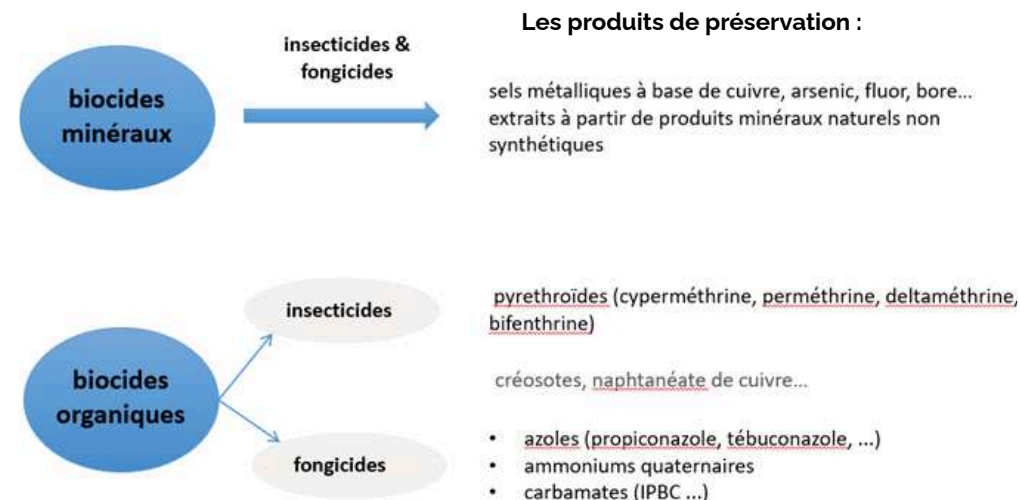 Les produits de préservation :
insecticides &
fongicides
biocides
minéraux
sels métalliques à base de cuivre, arsenic, fluor, bore...
extraits à partir de produits minéraux naturels non
synthétiques
insecticides
pyrethroïdes (cyperméthrine, perméthrine, deltaméthrine,
bifenthrine)
biocides
organiques
créosotes, naphtanéate de cuivre...
fongicides
• azoles (propiconazole, tébuconazole, ...)
• ammoniums quaternaires
• carbamates (IPBC ...)